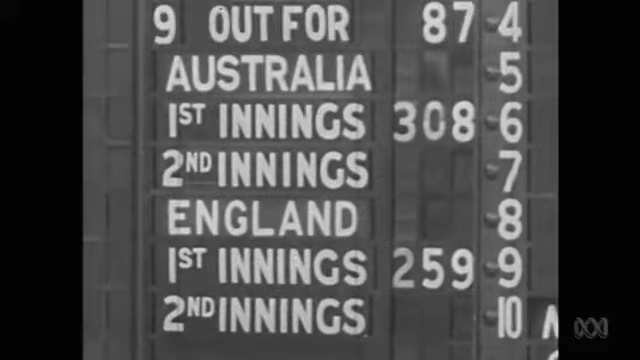 9 OUT FOR 87 4
AUSTRALIA 5
1ST INNINGS 308 6
2ND INNINGS 7
ENGLAND 8
1ST INNINGS 259 9
2ND INNINGS 10